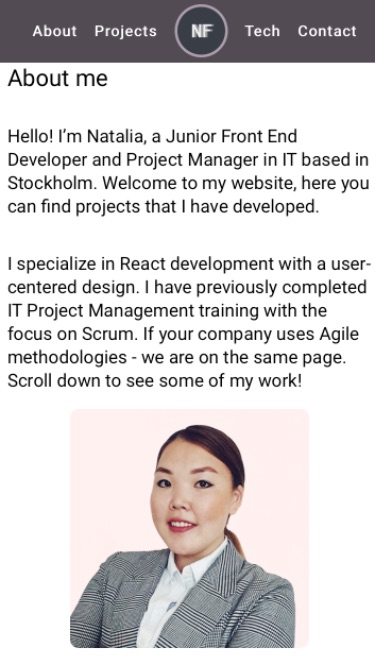 About Projects NF Tech Contact
About me
Hello! I’m Natalia, a Junior Front End
Developer and Project Manager in IT based in
Stockholm. Welcome to my website, here you
can find projects that I have developed.
I specialize in React development with a user-
centered design. I have previously completed
IT Project Management training with the
focus on Scrum. If your company uses Agile
methodologies - we are on the same page.
Scroll down to see some of my work!